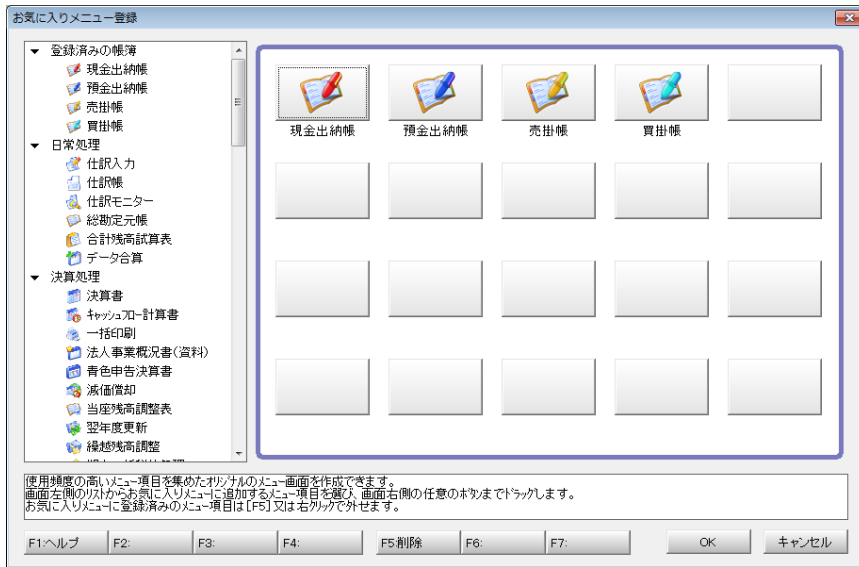 お気に入りメニュー登録
▼ 登録済みの帳簿
現金出納帳
預金出納帳
売掛帳
買掛帳
▼ 日常処理
仕訳入力
仕訳帳
仕訳モニター
総勘定元帳
合計残高試算表
データ合算
▼ 決算処理
決算書
ｷｬｯｼｭﾌﾛｰ計算書
一括印刷
法人事業概況書(資料)
青色申告決算書
減価償却
当座残高調整表
翌年度更新
繰越残高調整
現金出納帳 預金出納帳 売掛帳 買掛帳
使用頻度の高いﾒﾆｭｰ項目を集めたｵﾘｼﾞﾅﾙのﾒﾆｭｰ画面を作成できます。
画面左側のﾘｽﾄからお気に入りﾒﾆｭｰに追加するﾒﾆｭｰ項目を選び、画面右側の任意のﾎﾞﾀﾝまでﾄﾞﾗｯｸﾞします。
お気に入りﾒﾆｭｰに登録済みのﾒﾆｭｰ項目は[F5]又は右ｸﾘｯｸで外せます。
F1:ヘルプ F2: F3: F4: F5:削除 F6: F7: OK キャンセル